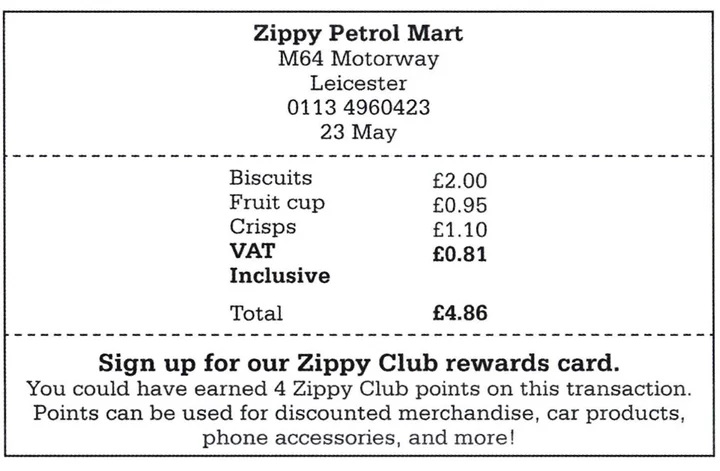 Zippy Petrol Mart
M64 Motorway
Leicester
0113 4960423
23 May
Biscuits £2.00
Fruit cup £0.95
Crisps £1.10
VAT £0.81
Inclusive
Total £4.86
Sign up for our Zippy Club rewards card.
You could have earned 4 Zippy Club points on this transaction.
Points can be used for discounted merchandise, car products,
phone accessories, and more!